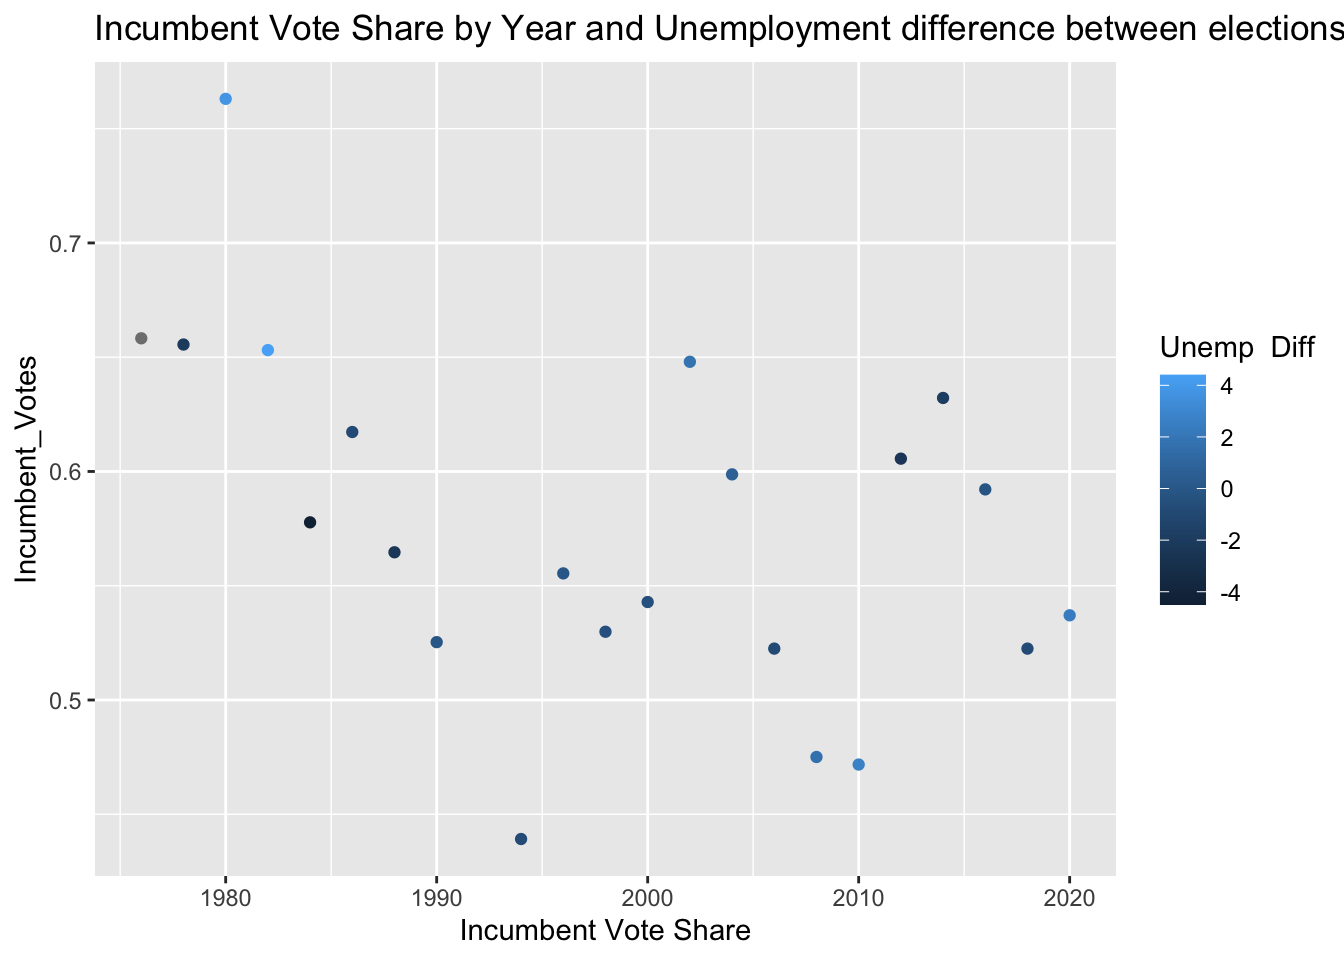 Incumbent Vote Share by Year and Unemployment difference between elections
0.7
0.6
0.5
Incumbent_Votes
1980 1990 2000 2010 2020
Incumbent Vote Share
Unemp  Diff
4
2
0
-2
-4